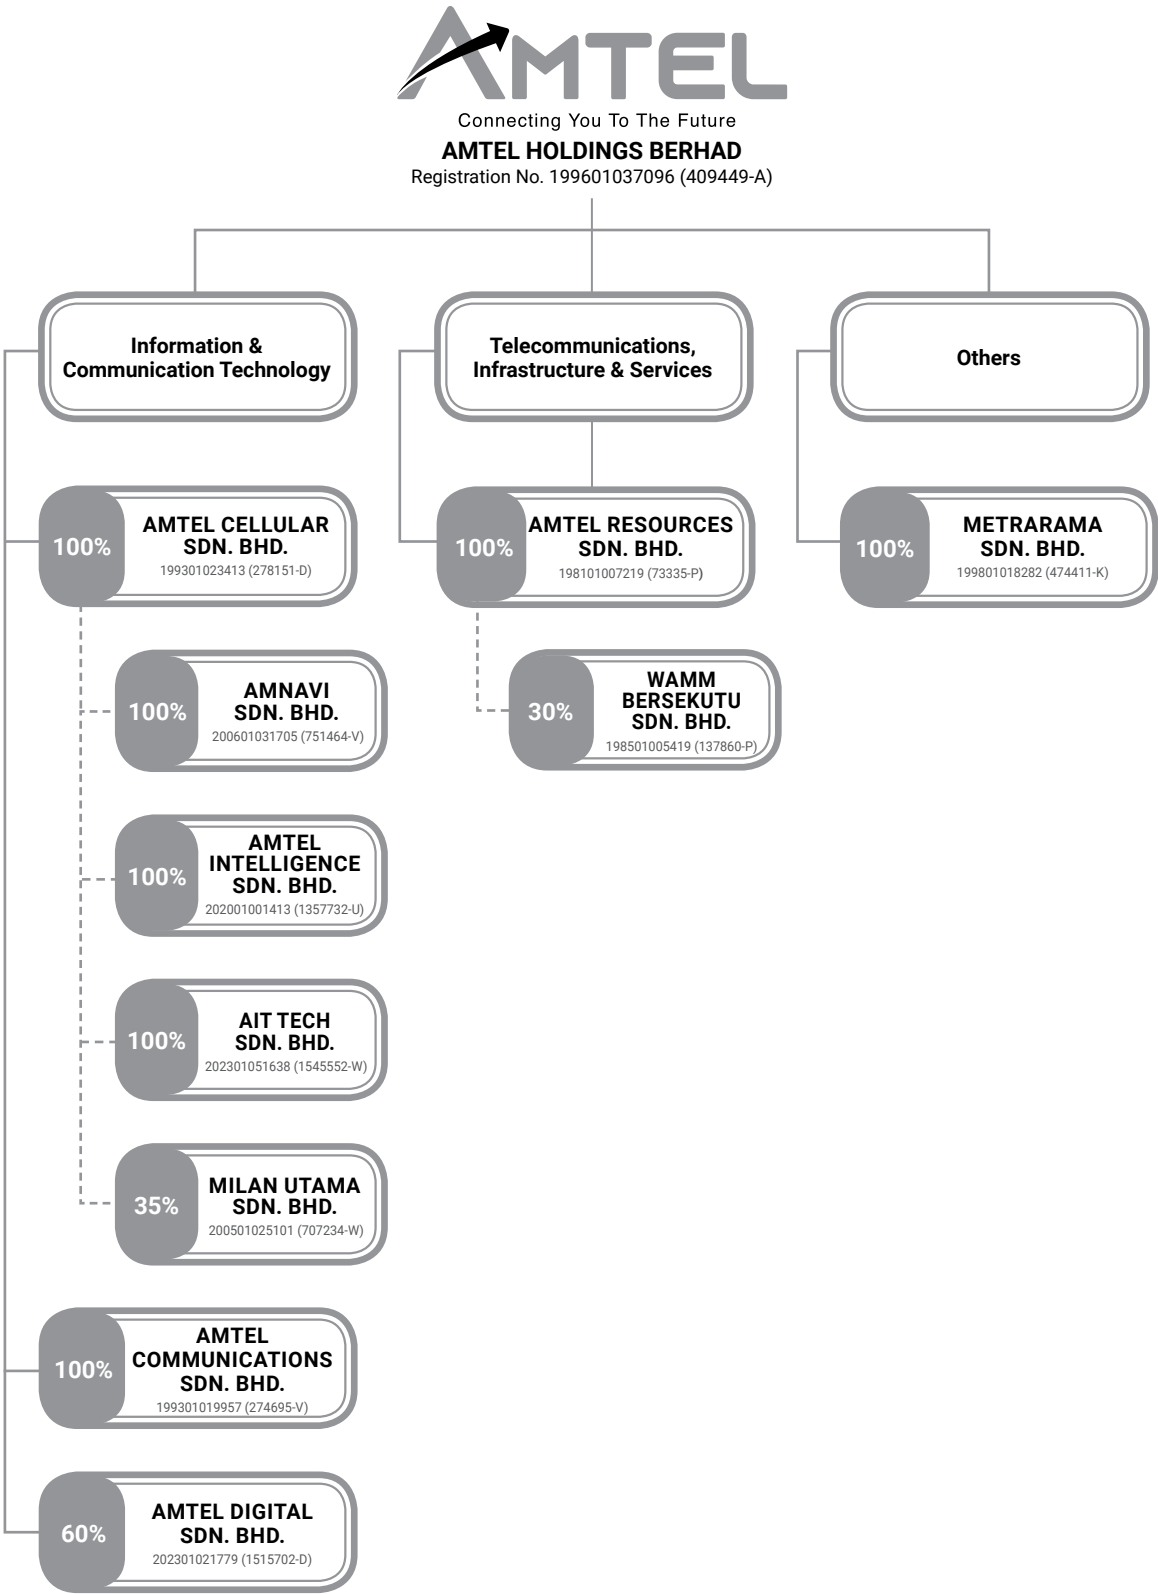 AMTEL
Connecting You To The Future
AMTEL HOLDINGS BERHAD
Registration No. 199601037096 (409449-A)
Information &
Communication Technology
Telecommunications,
Infrastructure & Services
Others
100%
AMTEL CELLULAR
SDN. BHD.
199301023413 (278151-D)
100%
AMTEL RESOURCES
SDN. BHD.
198101007219 (73335-P)
100%
METRARAMA
SDN. BHD.
199801018282 (474411-K)
100%
AMNAVI
SDN. BHD.
200601031705 (751464-V)
30%
WAMM
BERSEKUTU
SDN. BHD.
198501005419 (137860-P)
100%
AMTEL
INTELLIGENCE
SDN. BHD.
202001001413 (1357732-U)
100%
AIT TECH
SDN. BHD.
202301051638 (1545552-W)
35%
MILAN UTAMA
SDN. BHD.
200501025101 (707234-W)
100%
AMTEL
COMMUNICATIONS
SDN. BHD.
199301019957 (274695-V)
60%
AMTEL DIGITAL
SDN. BHD.
202301021779 (1515702-D)